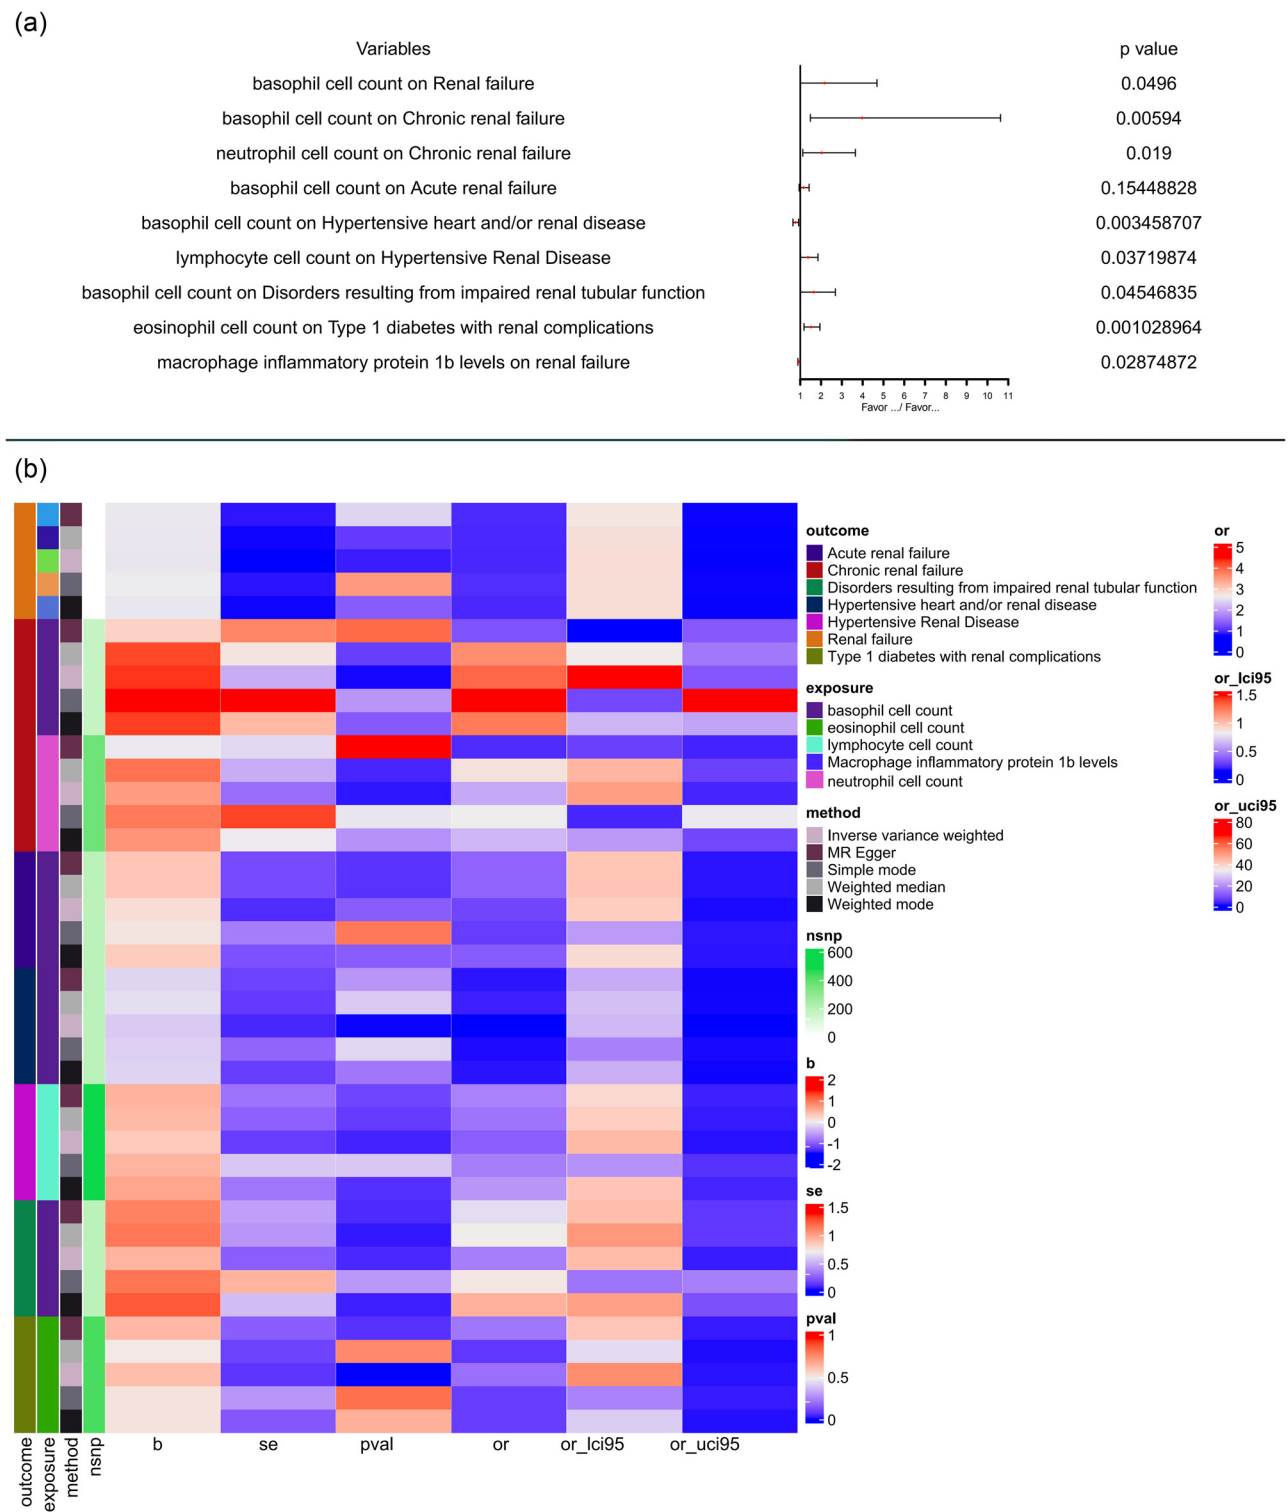 (a)
Variables p value
basophil cell count on Renal failure 0.0496
basophil cell count on Chronic renal failure 0.00594
neutrophil cell count on Chronic renal failure 0.019
basophil cell count on Acute renal failure 0.15448828
basophil cell count on Hypertensive heart and/or renal disease 0.003458707
lymphocyte cell count on Hypertensive Renal Disease 0.03719874
basophil cell count on Disorders resulting from impaired renal tubular function 0.04546835
eosinophil cell count on Type 1 diabetes with renal complications 0.001028964
macrophage inflammatory protein 1b levels on renal failure 0.02874872
1 2 3 4 5 6 7 8 9 10 11
Favor .../ Favor...
(b)
outcome
Acute renal failure
Chronic renal failure
Disorders resulting from impaired renal tubular function
Hypertensive heart and/or renal disease
Hypertensive Renal Disease
Renal failure
Type 1 diabetes with renal complications
exposure
basophil cell count
eosinophil cell count
lymphocyte cell count
Macrophage inflammatory protein 1b levels
neutrophil cell count
method
Inverse variance weighted
MR Egger
Simple mode
Weighted median
Weighted mode
nsnp
600
400
200
0
b
2
1
0
-1
-2
se
1.5
1
0.5
0
pval
1
0.5
0
or
5
4
3
2
1
0
or_lci95
1.5
1
0.5
0
or_uci95
80
60
40
20
0
outcome
exposure
method
nsnp
b se pval or or_lci95 or_uci95